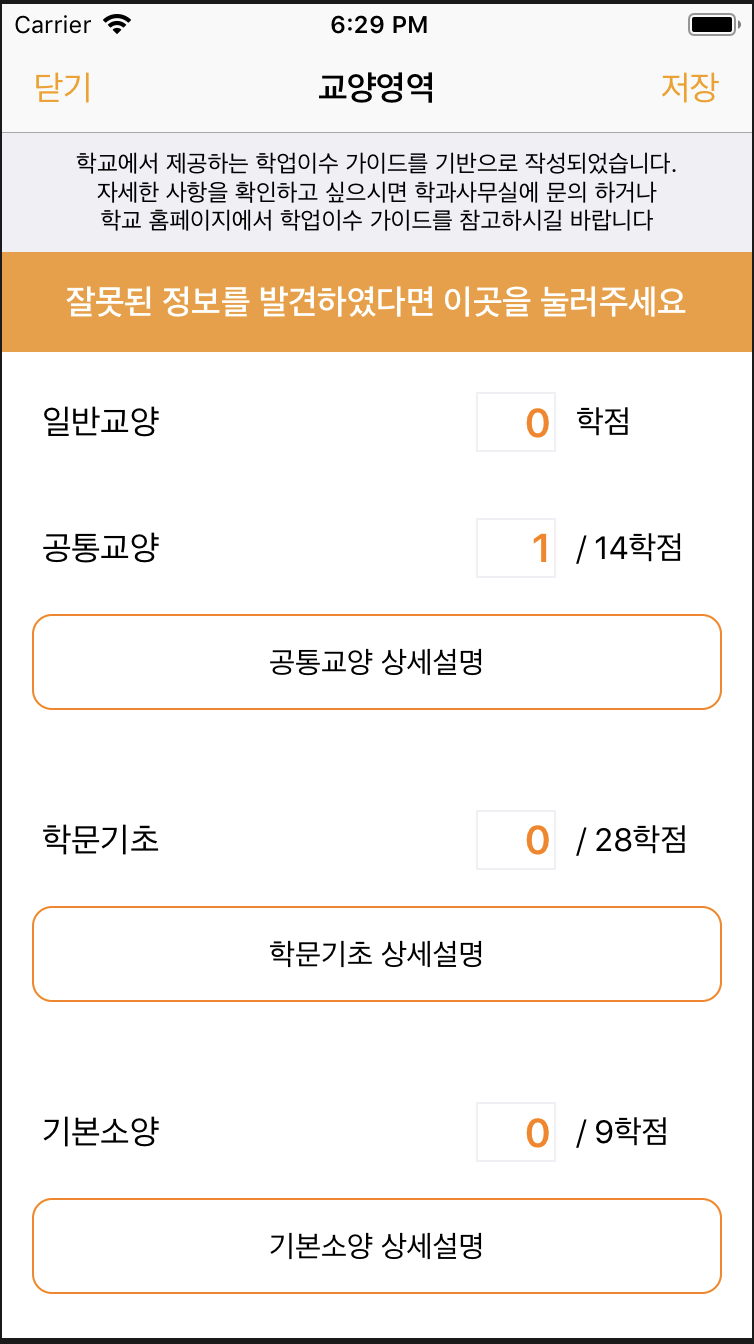 Carrier 6:29 PM
닫기 교양영역 저장
학교에서 제공하는 학업이수 가이드를 기반으로 작성되었습니다.
자세한 사항을 확인하고 싶으시면 학과사무실에 문의 하거나
학교 홈페이지에서 학업이수 가이드를 참고하시길 바랍니다
잘못된 정보를 발견하였다면 이곳을 눌러주세요
일반교양 0 학점
공통교양 1 / 14학점
공통교양 상세설명
학문기초 0 / 28학점
학문기초 상세설명
기본소양 0 / 9학점
기본소양 상세설명